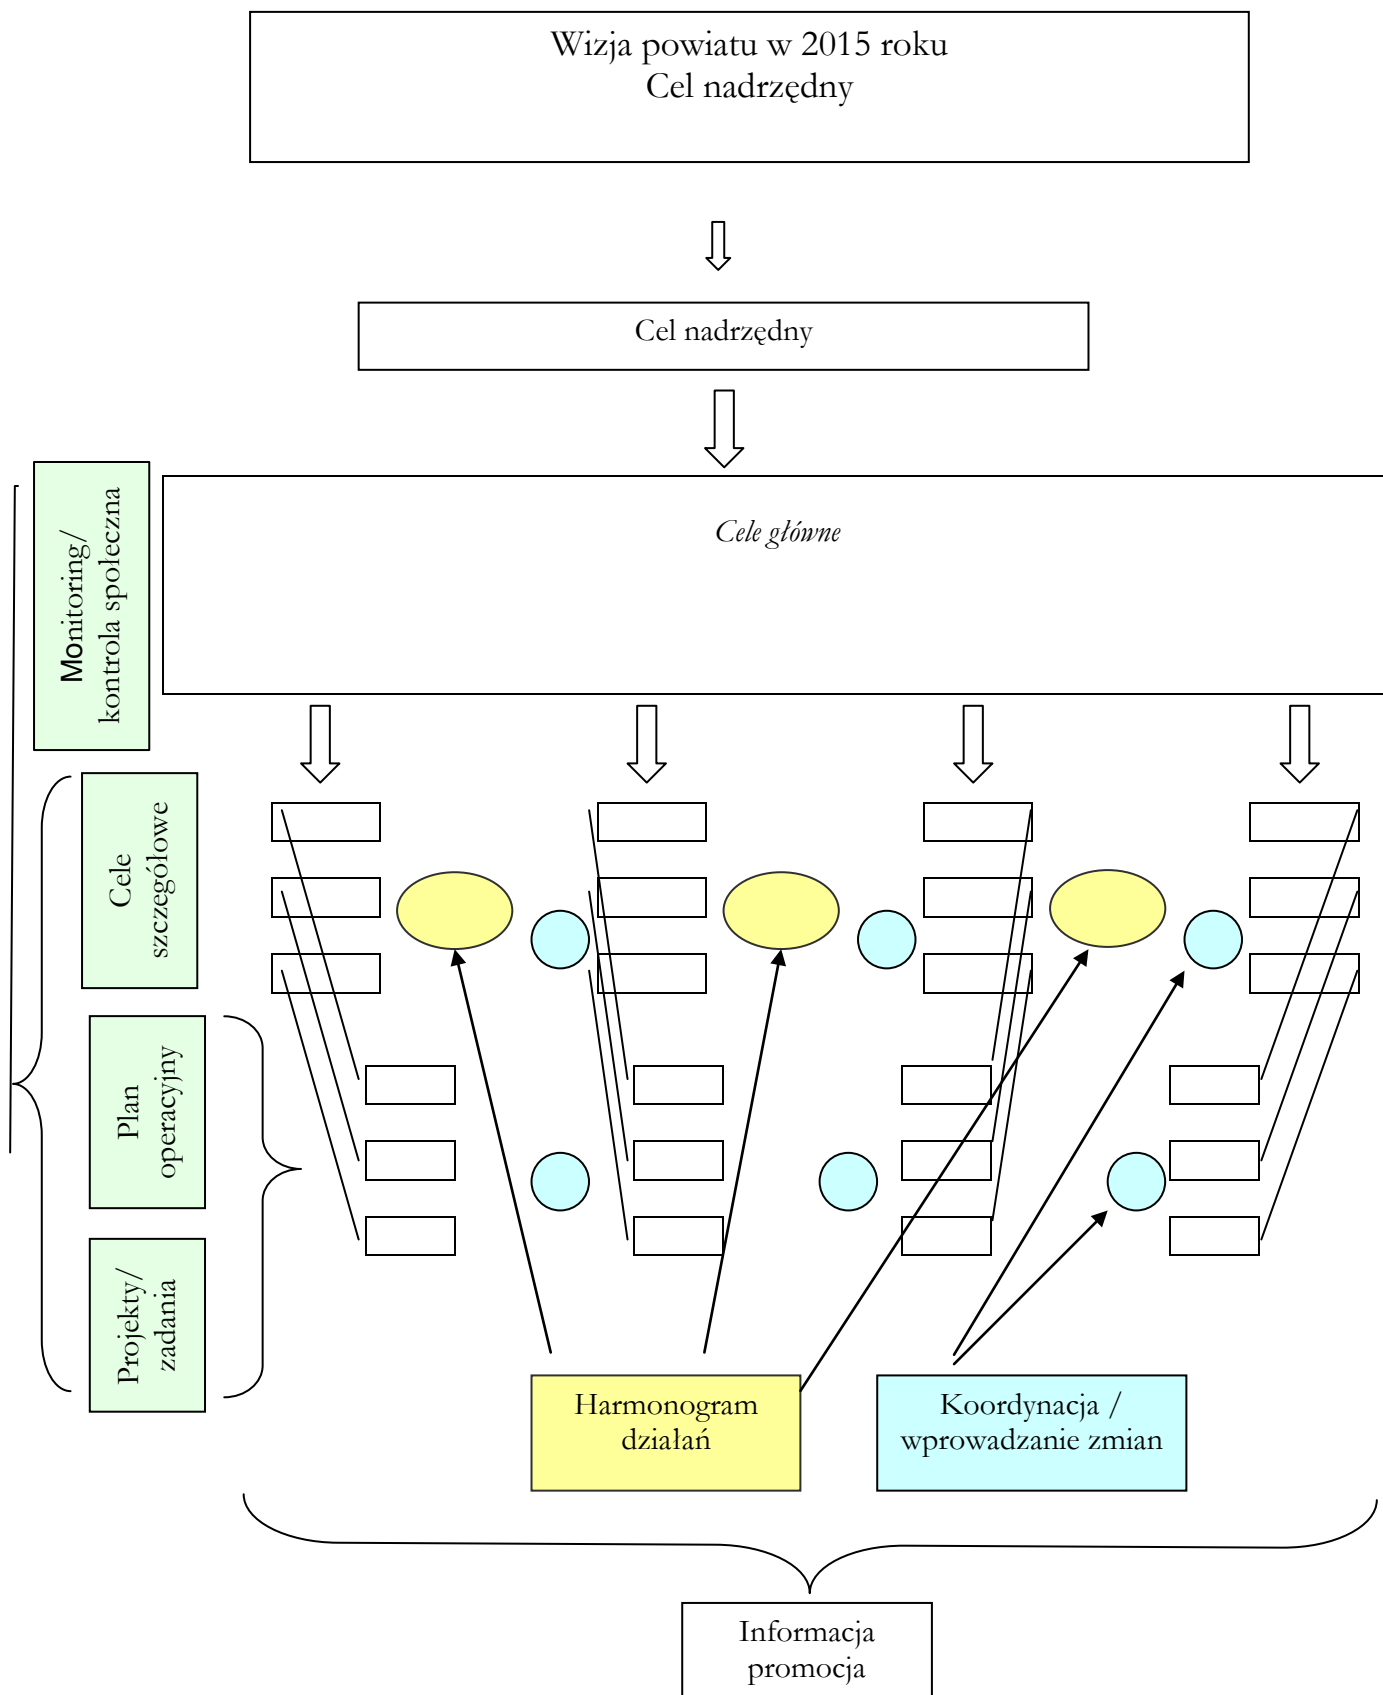 Wizja powiatu w 2015 roku
Cel nadrzędny
Cel nadrzędny
Cele główne
Monitoring/
kontrola społeczna
Cele
szczegółowe
Plan
operacyjny
Projekty/
zadania
Harmonogram
działań
Koordynacja /
wprowadzanie zmian
Informacja
promocja